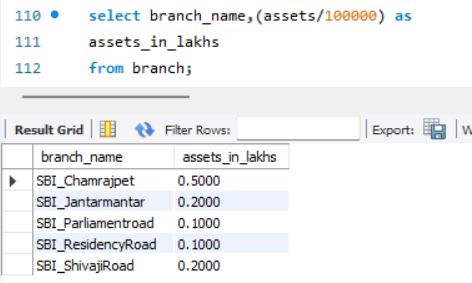 110 select branch_name,(assets/100000) as
111 assets_in_lakhs
112 from branch;
Result Grid Filter Rows: Export: W
branch_name assets_in_lakhs
SBI_Chamrajpet 0.5000
SBI_Jantarmantar 0.2000
SBI_Parliamentroad 0.1000
SBI_ResidencyRoad 0.1000
SBI_ShivajiRoad 0.2000